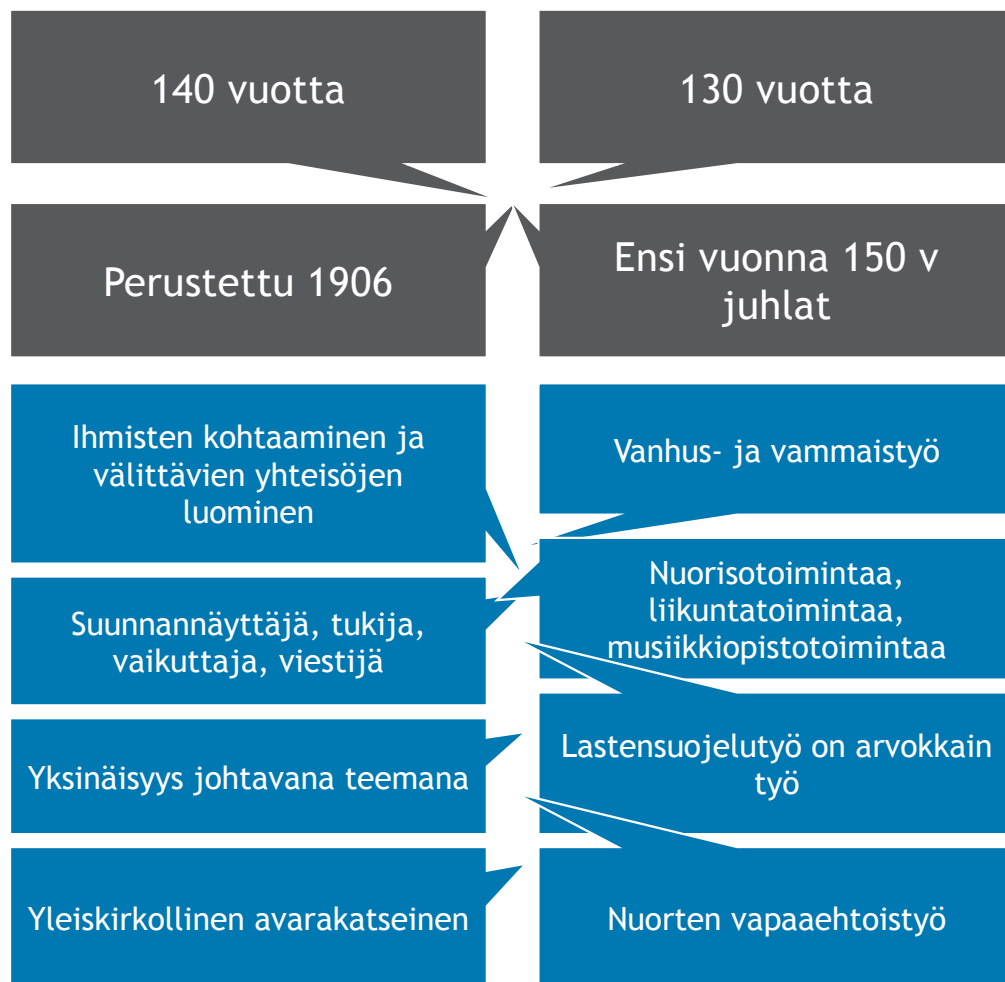 140 vuotta
130 vuotta
Perustettu 1906
Ensi vuonna 150 v
juhlat
Ihmisten kohtaaminen ja
välittävien yhteisöjen
luominen
Vanhus- ja vammaistyö
Suunnannäyttäjä, tukija,
vaikuttaja, viestijä
Nuorisotoimintaa,
liikuntatoimintaa,
musiikkiopistotoimintaa
Yksinäisyys johtavana teemana
Lastensuojelutyö on arvokkain
työ
Yleiskirkollinen avarakatseinen
Nuorten vapaaehtoistyö